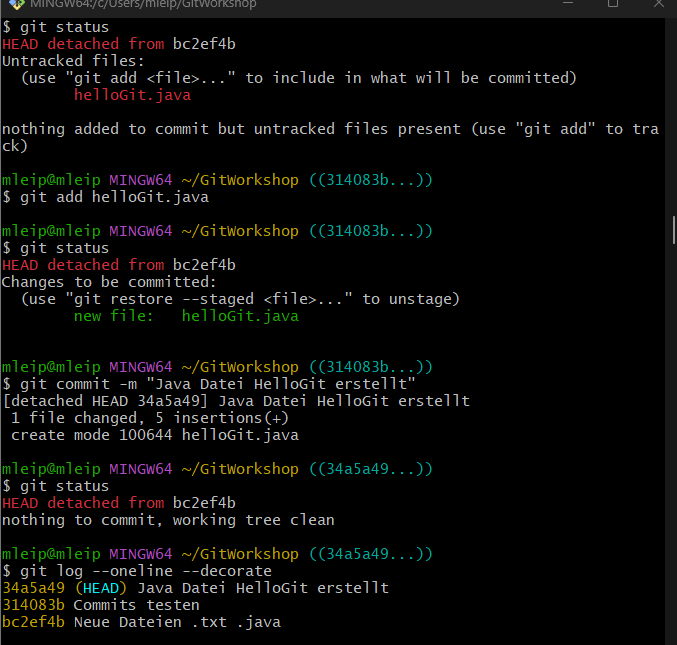 MINGW64:/c/Users/mleip/GitWorkshop
$ git status
HEAD detached from bc2ef4b
Untracked files:
  (use "git add <file>..." to include in what will be committed)
        helloGit.java

nothing added to commit but untracked files present (use "git add" to tra
ck)

mleip@mleip MINGW64 ~/GitWorkshop ((314083b...))
$ git add helloGit.java

mleip@mleip MINGW64 ~/GitWorkshop ((314083b...))
$ git status
HEAD detached from bc2ef4b
Changes to be committed:
  (use "git restore --staged <file>..." to unstage)
        new file:   helloGit.java


mleip@mleip MINGW64 ~/GitWorkshop ((314083b...))
$ git commit -m "Java Datei HelloGit erstellt"
[detached HEAD 34a5a49] Java Datei HelloGit erstellt
 1 file changed, 5 insertions(+)
 create mode 100644 helloGit.java

mleip@mleip MINGW64 ~/GitWorkshop ((34a5a49...))
$ git status
HEAD detached from bc2ef4b
nothing to commit, working tree clean

mleip@mleip MINGW64 ~/GitWorkshop ((34a5a49...))
$ git log --oneline --decorate
34a5a49 (HEAD) Java Datei HelloGit erstellt
314083b Commits testen
bc2ef4b Neue Dateien .txt .java